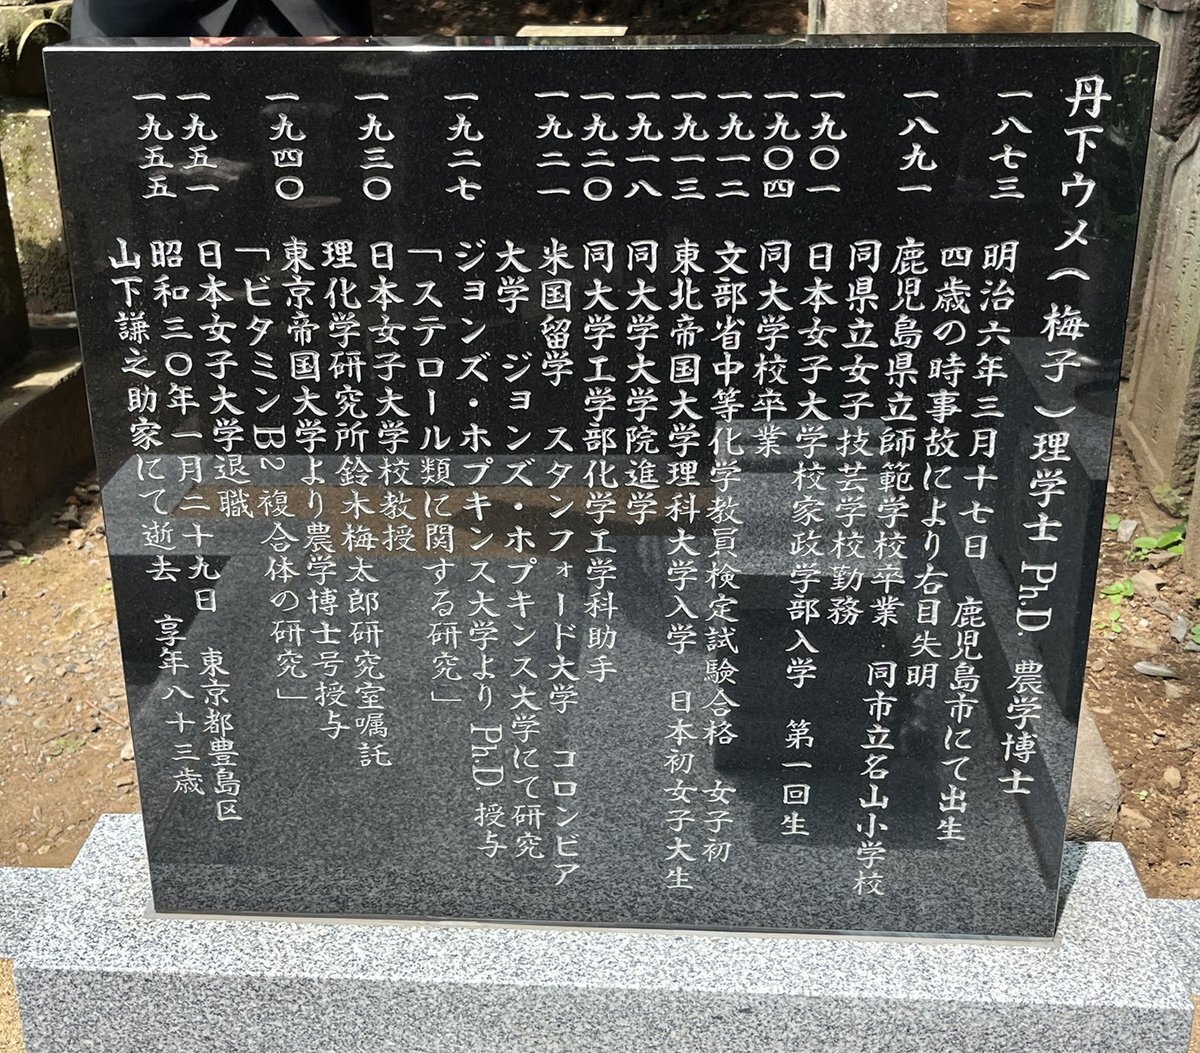 丹下ウメ(梅子)理学士 Ph.D. 農学博士
一八七三 明治六年三月十七日 鹿児島市にて出生
四歳の時事故により右目失明
一八九一 鹿児島県立師範学校卒業 同市立名山小学校
同県立女子技芸学校勤務
一九〇一 日本女子大学校家政学部入学 第一回生
一九〇四 同大学校卒業
一九一二 文部省中等化学教員検定試験合格 女子初
一九一三 東北帝国大学理科大学入学 日本初女子大生
一九一八 同大学大学院進学
一九二〇 同大学工学部化学工学科助手
一九二一 米国留学 スタンフォード大学 コロンビア
大学 ジョンズ・ホプキンス大学にて研究
一九二七 ジョンズ・ホプキンス大学より Ph.D 授与
「ステロール類に関する研究」
一九三〇 日本女子大学校教授
理化学研究所鈴木梅太郎研究室嘱託
一九四〇 東京帝国大学より農学博士号授与
「ビタミンB2複合体の研究」
一九五一 日本女子大学退職
一九五五 昭和三〇年一月二十九日 東京都豊島区
山下謙之助家にて逝去 享年八十三歳